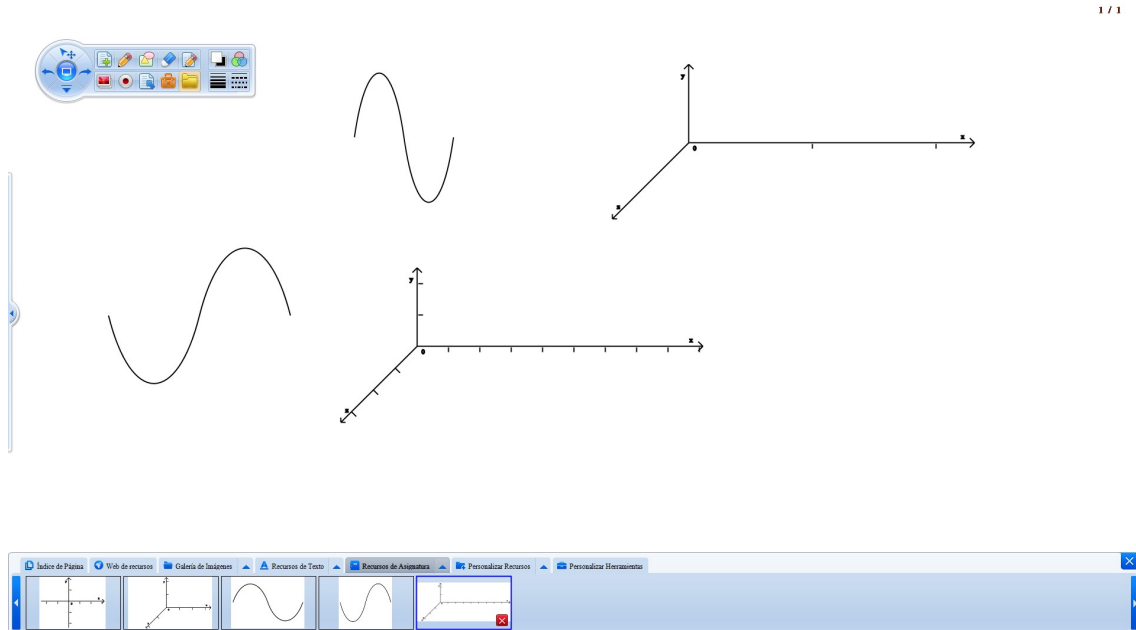 1 / 1
y
x
0
z
y
x
0
z
Índice de Página Web de recursos Galería de Imágenes Recursos de Texto Recursos de Asignatura Personalizar Recursos Personalizar Herramientas